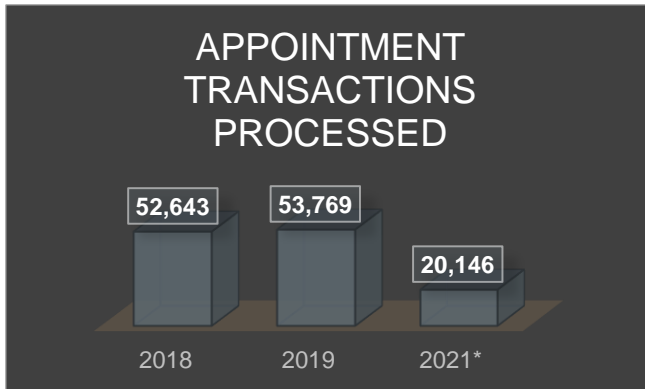 APPOINTMENT
TRANSACTIONS
PROCESSED
52,643
53,769
20,146
2018
2019
2021*